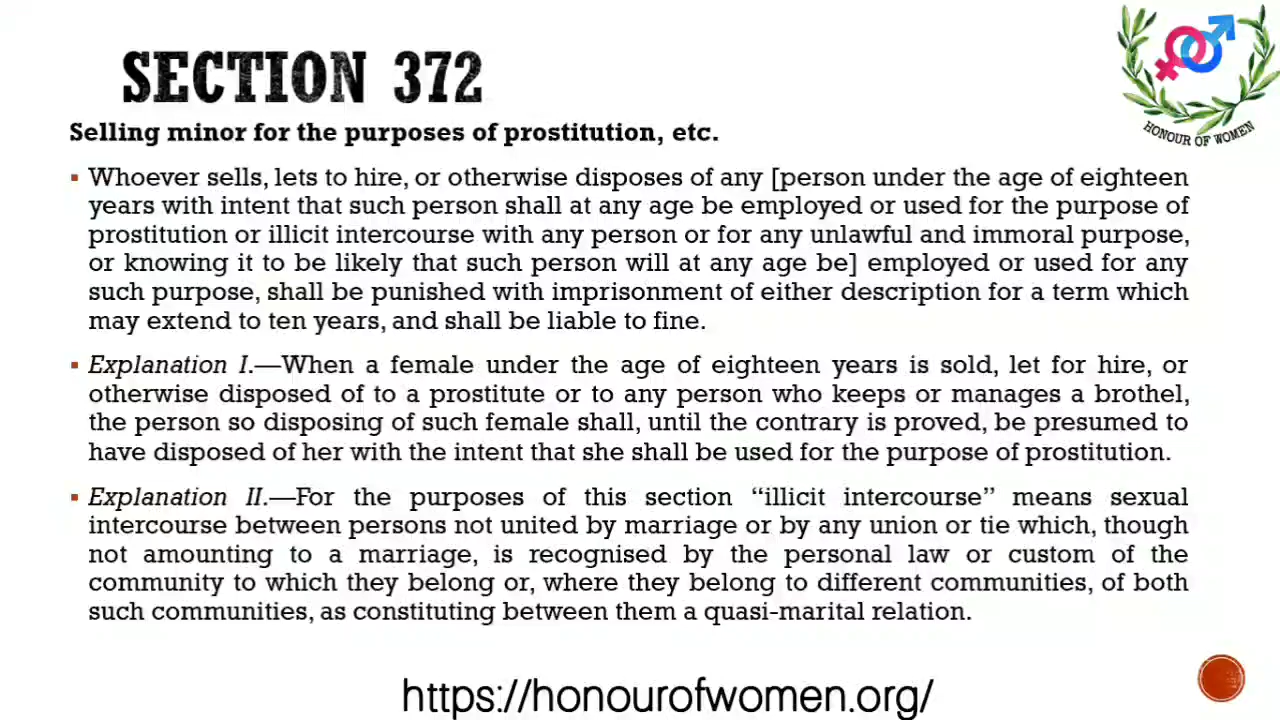 SECTION 372
HONOUR OF WOMEN
Selling minor for the purposes of prostitution, etc.
▪ Whoever sells, lets to hire, or otherwise disposes of any [person under the age of eighteen
years with intent that such person shall at any age be employed or used for the purpose of
prostitution or illicit intercourse with any person or for any unlawful and immoral purpose,
or knowing it to be likely that such person will at any age be] employed or used for any
such purpose, shall be punished with imprisonment of either description for a term which
may extend to ten years, and shall be liable to fine.
▪ Explanation I.—When a female under the age of eighteen years is sold, let for hire, or
otherwise disposed of to a prostitute or to any person who keeps or manages a brothel,
the person so disposing of such female shall, until the contrary is proved, be presumed to
have disposed of her with the intent that she shall be used for the purpose of prostitution.
▪ Explanation II.—For the purposes of this section “illicit intercourse” means sexual
intercourse between persons not united by marriage or by any union or tie which, though
not amounting to a marriage, is recognised by the personal law or custom of the
community to which they belong or, where they belong to different communities, of both
such communities, as constituting between them a quasi-marital relation.
https://honourofwomen.org/